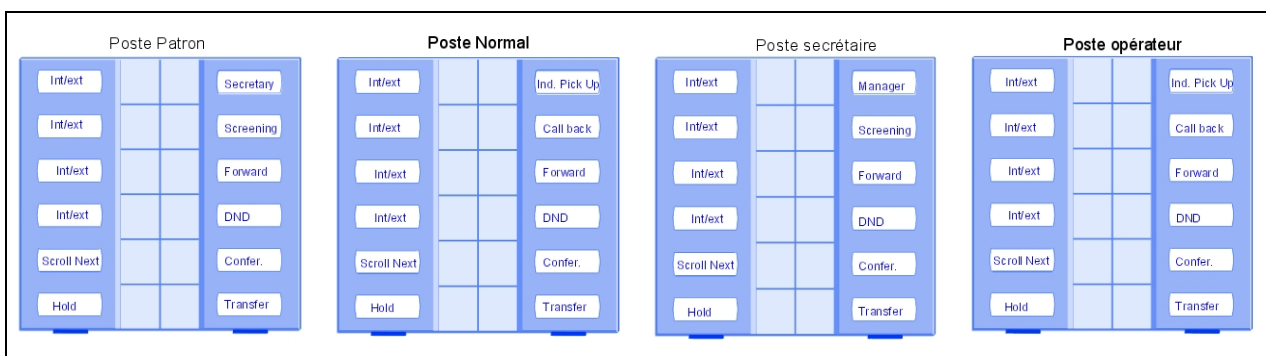 Poste Patron
Int/ext
Secretary
Int/ext
Screening
Int/ext
Forward
Int/ext
DND
Scroll Next
Confer.
Hold
Transfer
Poste Normal
Int/ext
Ind. Pick Up
Int/ext
Call back
Int/ext
Forward
Int/ext
DND
Scroll Next
Confer.
Hold
Transfer
Poste secrétaire
Int/ext
Manager
Int/ext
Screening
Int/ext
Forward
Int/ext
DND
Scroll Next
Confer.
Hold
Transfer
Poste opérateur
Int/ext
Ind. Pick Up
Int/ext
Call back
Int/ext
Forward
Int/ext
DND
Scroll Next
Confer.
Hold
Transfer